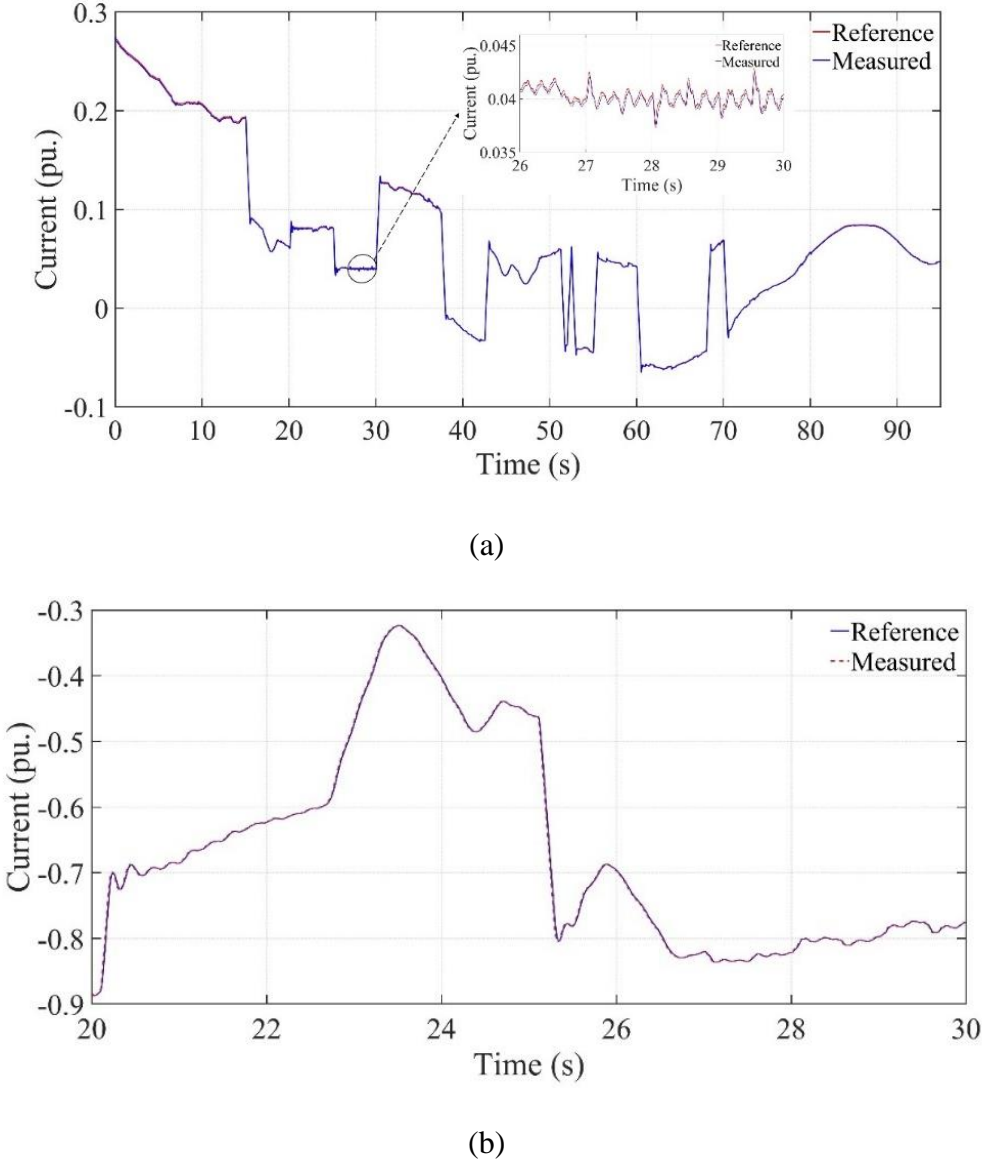 0.3
0.2
0.1
0
-0.1
Current (pu.)
0 10 20 30 40 50 60 70 80 90
Time (s)
Reference
Measured
0.045
0.04
0.035
Current (pu.)
26 27 28 29 30
Time (s)
Reference
Measured
(a)
-0.3
-0.4
-0.5
-0.6
-0.7
-0.8
-0.9
Current (pu.)
20 22 24 26 28 30
Time (s)
Reference
Measured
(b)